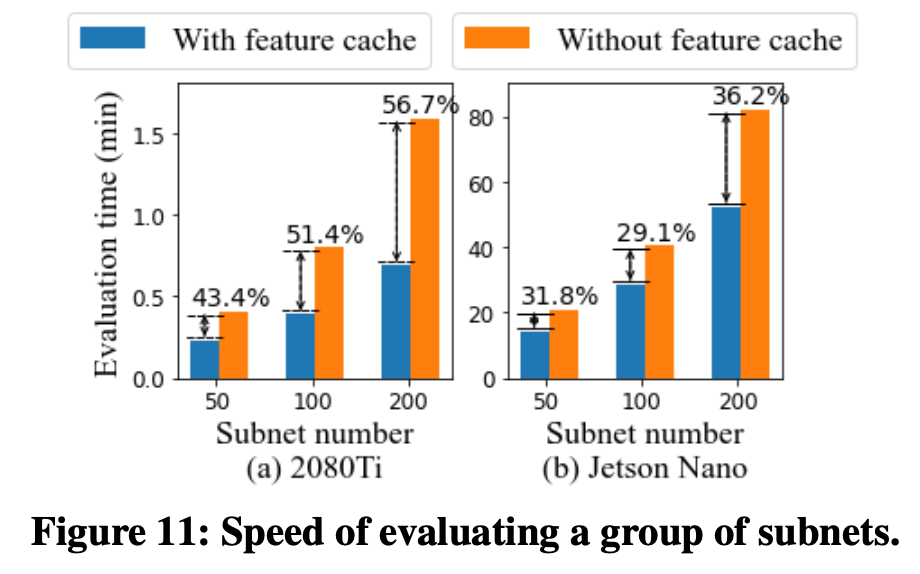 With feature cache
Without feature cache
Evaluation time (min)
1.5
1.0
0.5
0.0
43.4%
51.4%
56.7%
50
100
200
Subnet number
(a) 2080Ti
80
60
40
20
0
31.8%
29.1%
36.2%
50
100
200
Subnet number
(b) Jetson Nano
Figure 11: Speed of evaluating a group of subnets.